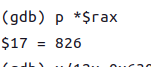 (gdb) p *$rax
$17 = 826